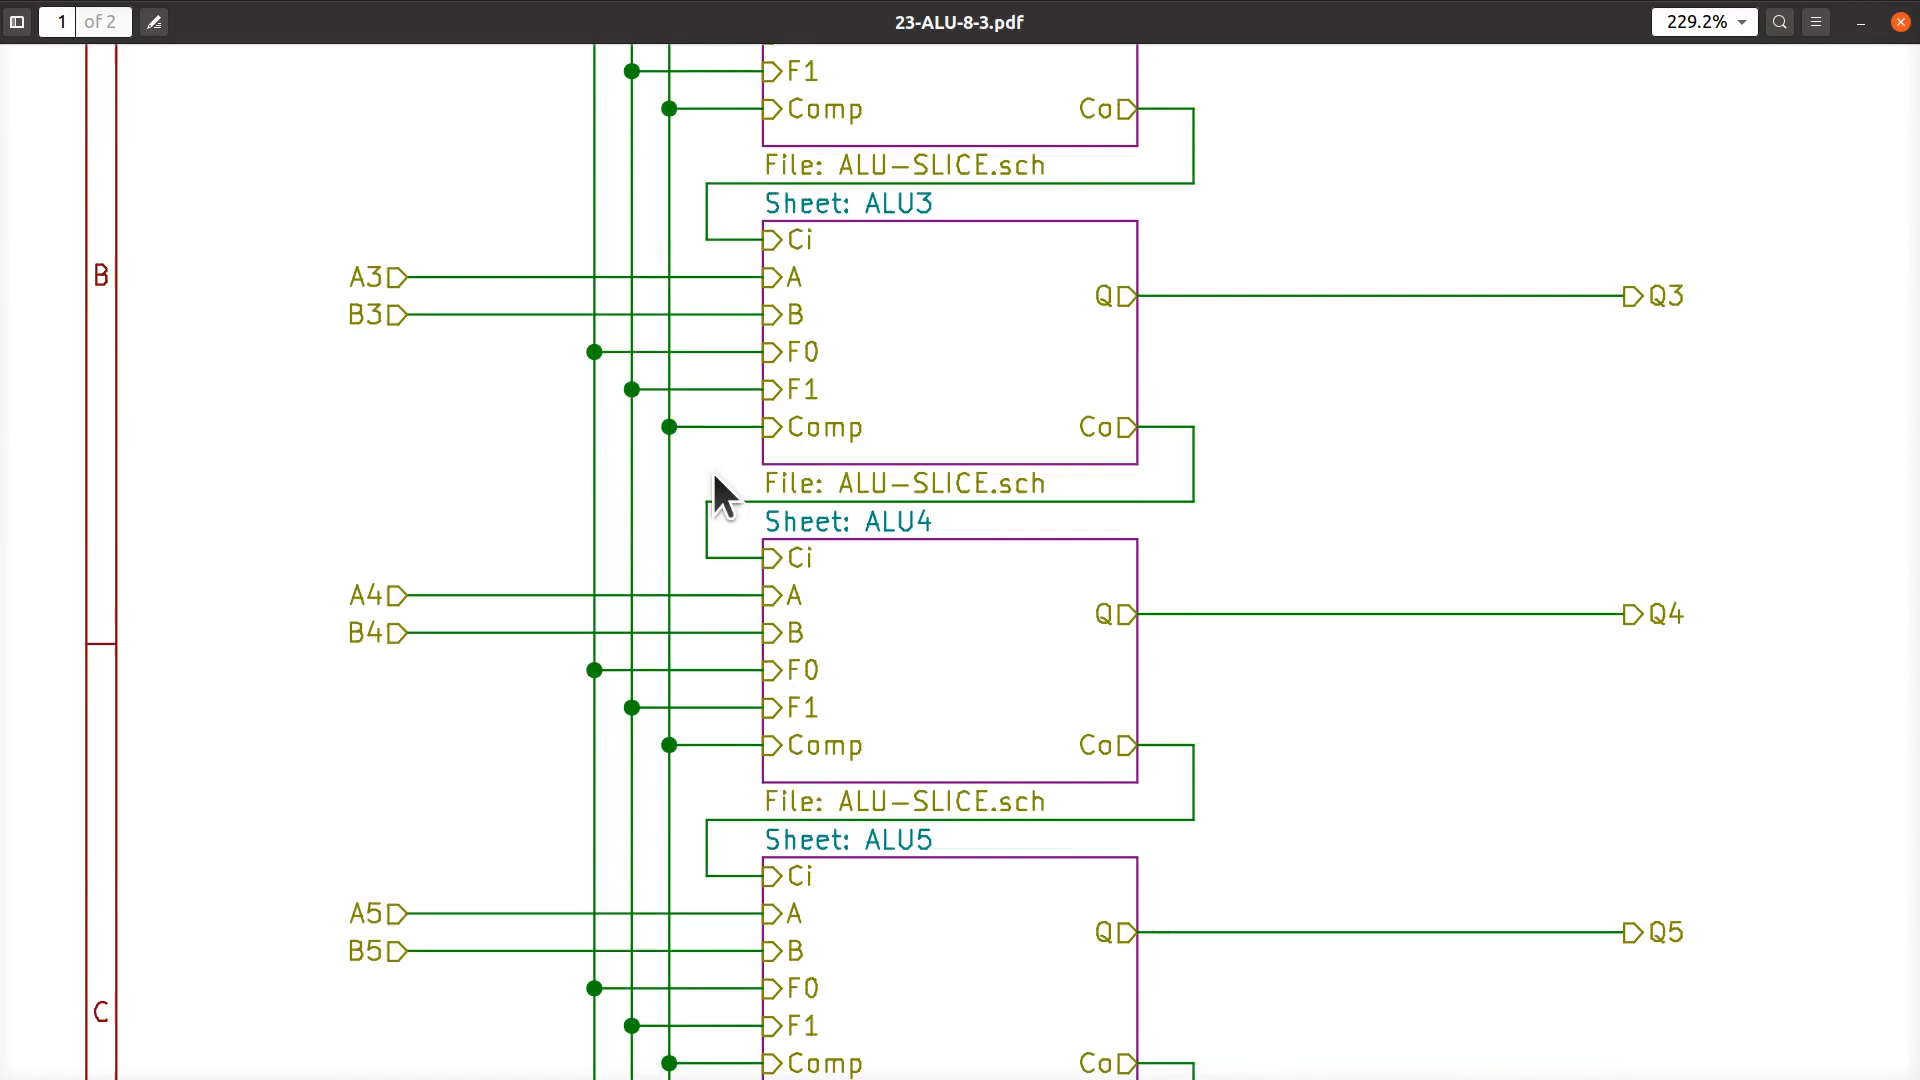 1 of 2 23-ALU-8-3.pdf 229.2%
F1
Comp Co
File: ALU-SLICE.sch
Sheet: ALU3
Ci
B A3 A
Q Q3
B3 B
F0
F1
Comp Co
File: ALU-SLICE.sch
Sheet: ALU4
Ci
A4 A
Q Q4
B4 B
F0
F1
Comp Co
File: ALU-SLICE.sch
Sheet: ALU5
Ci
A5 A
Q Q5
B5 B
F0
C F1
Comp Co